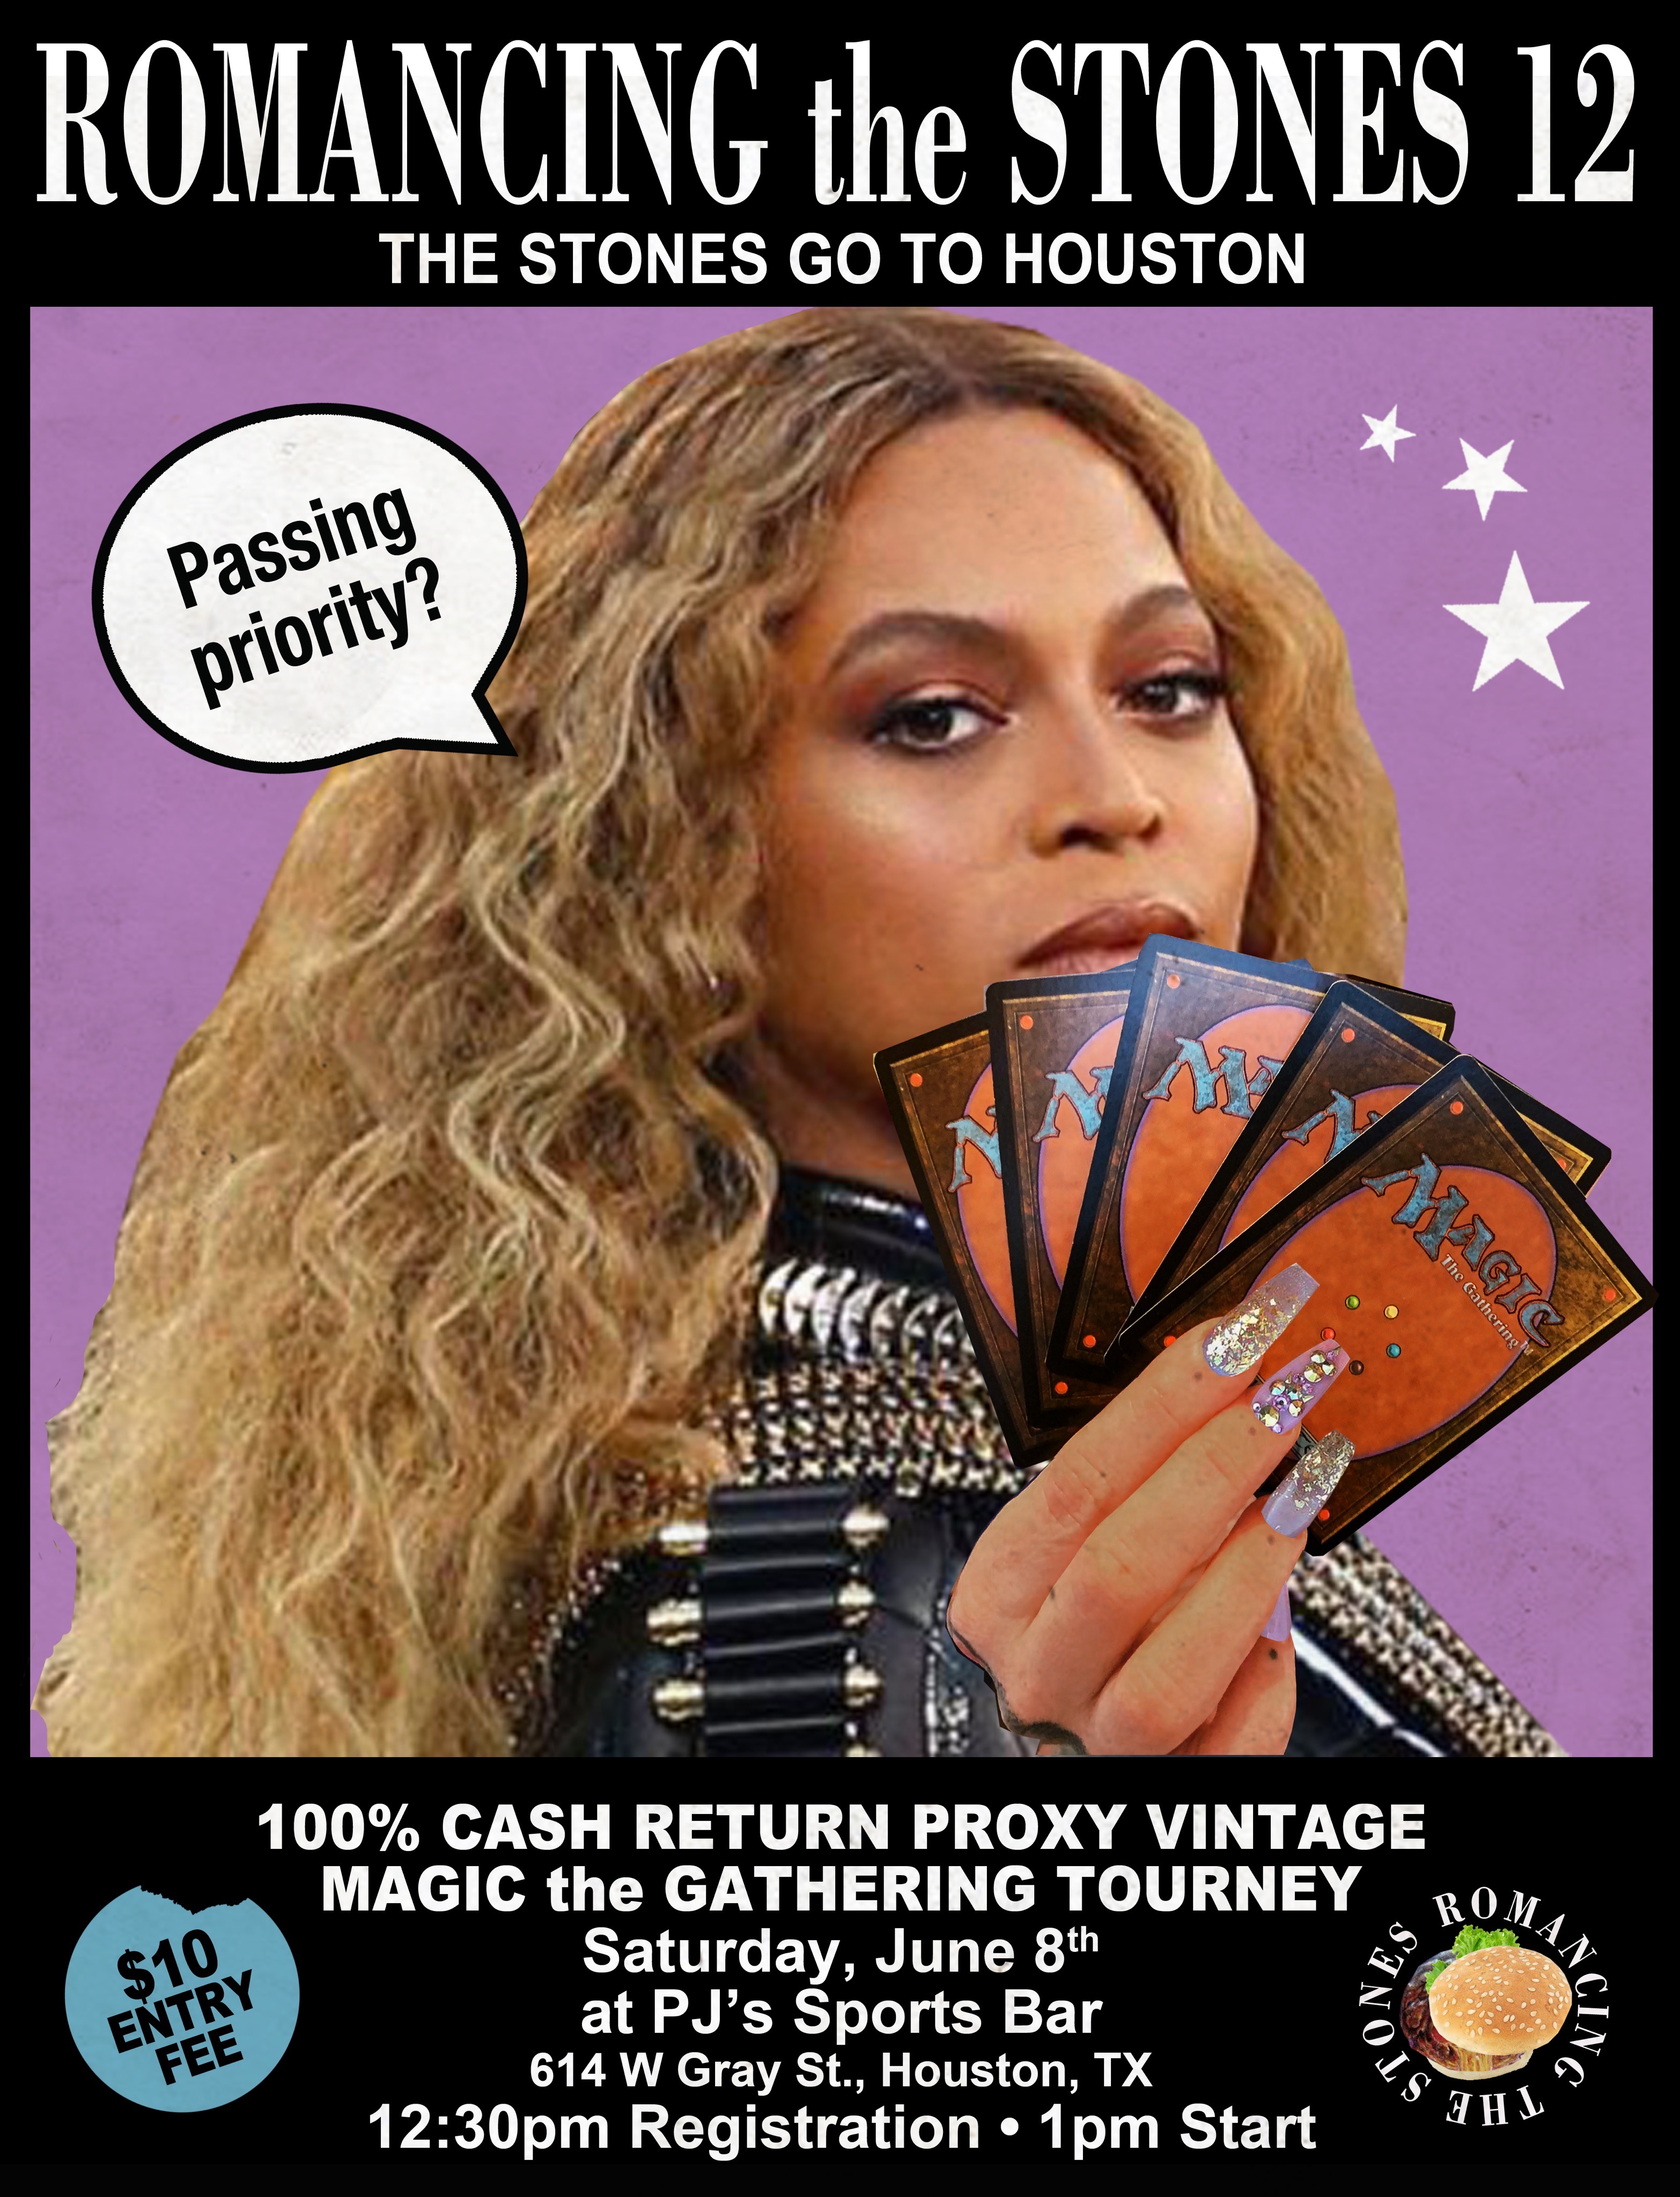 ROMANCING the STONES 12
THE STONES GO TO HOUSTON
Passing
priority?
MAGIC
The Gathering
100% CASH RETURN PROXY VINTAGE
MAGIC the GATHERING TOURNEY
Saturday, June 8th
at PJ’s Sports Bar
614 W Gray St., Houston, TX
12:30pm Registration • 1pm Start
$10
ENTRY
FEE
ROMANCING THE STONES